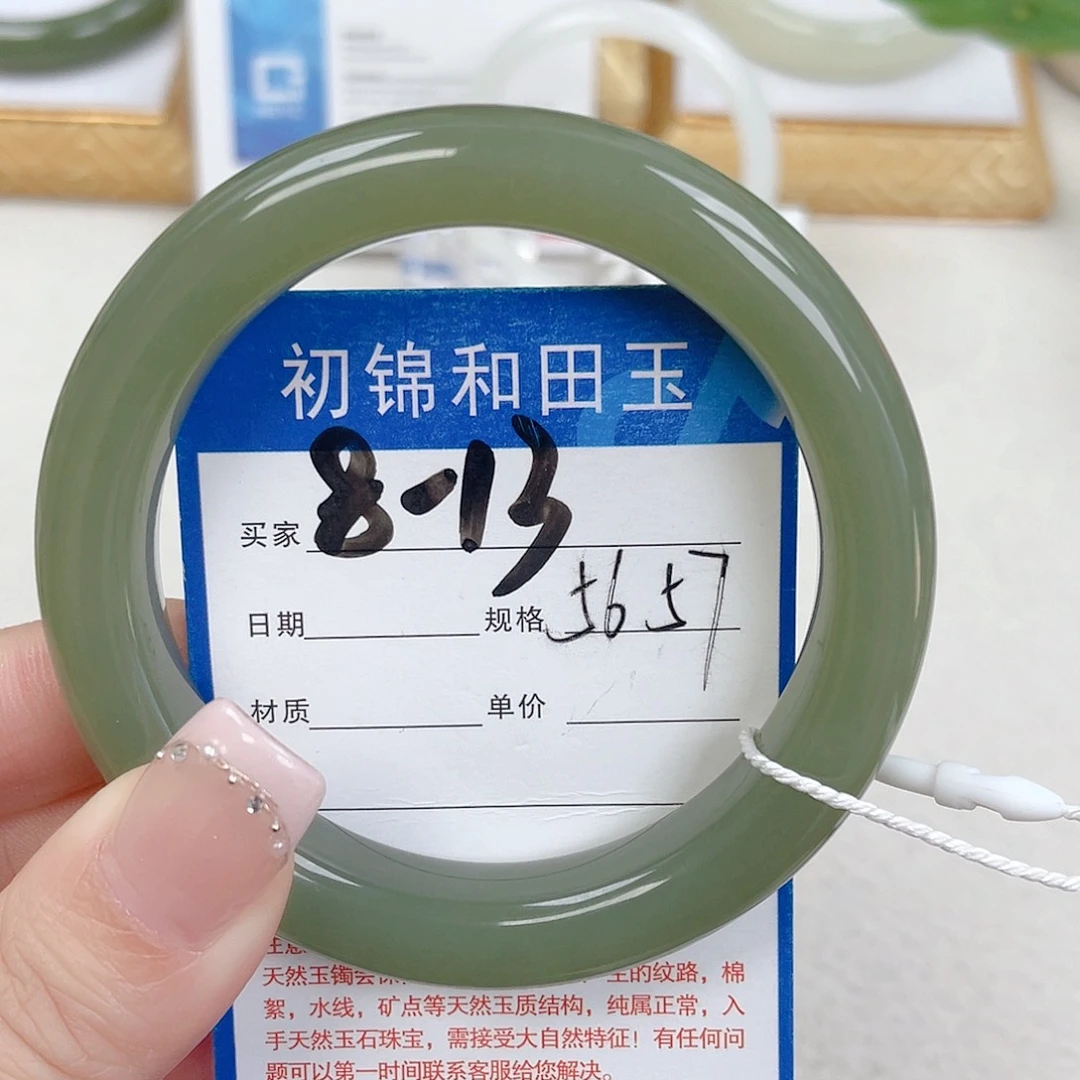 初锦和田玉
买家 8-13
日期 规格 56 57
材质 单价
注意
天然玉镯会保 生的纹路，棉
絮，水线，矿点等天然玉质结构，纯属正常，入
手天然玉石珠宝，需接受大自然特征！有任何问
题可以第一时间联系客服给您解决。